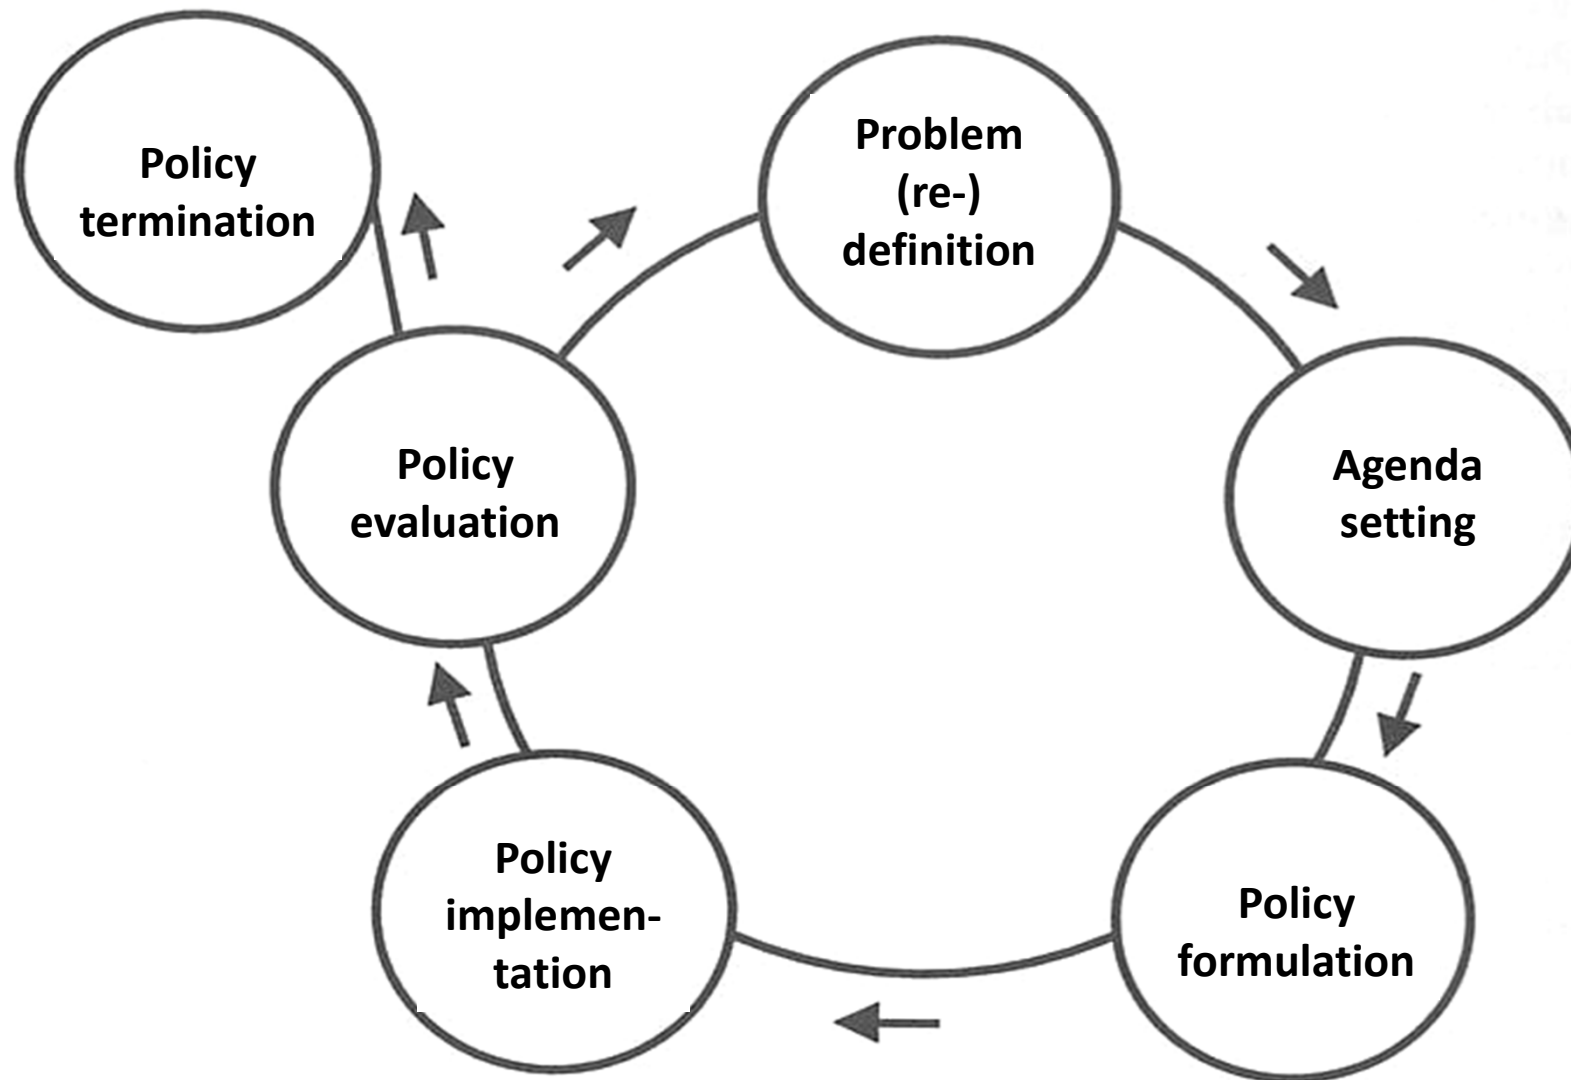 Policy
termination
Problem
(re-)
definition
Agenda
setting
Policy
formulation
Policy
implemen-
tation
Policy
evaluation